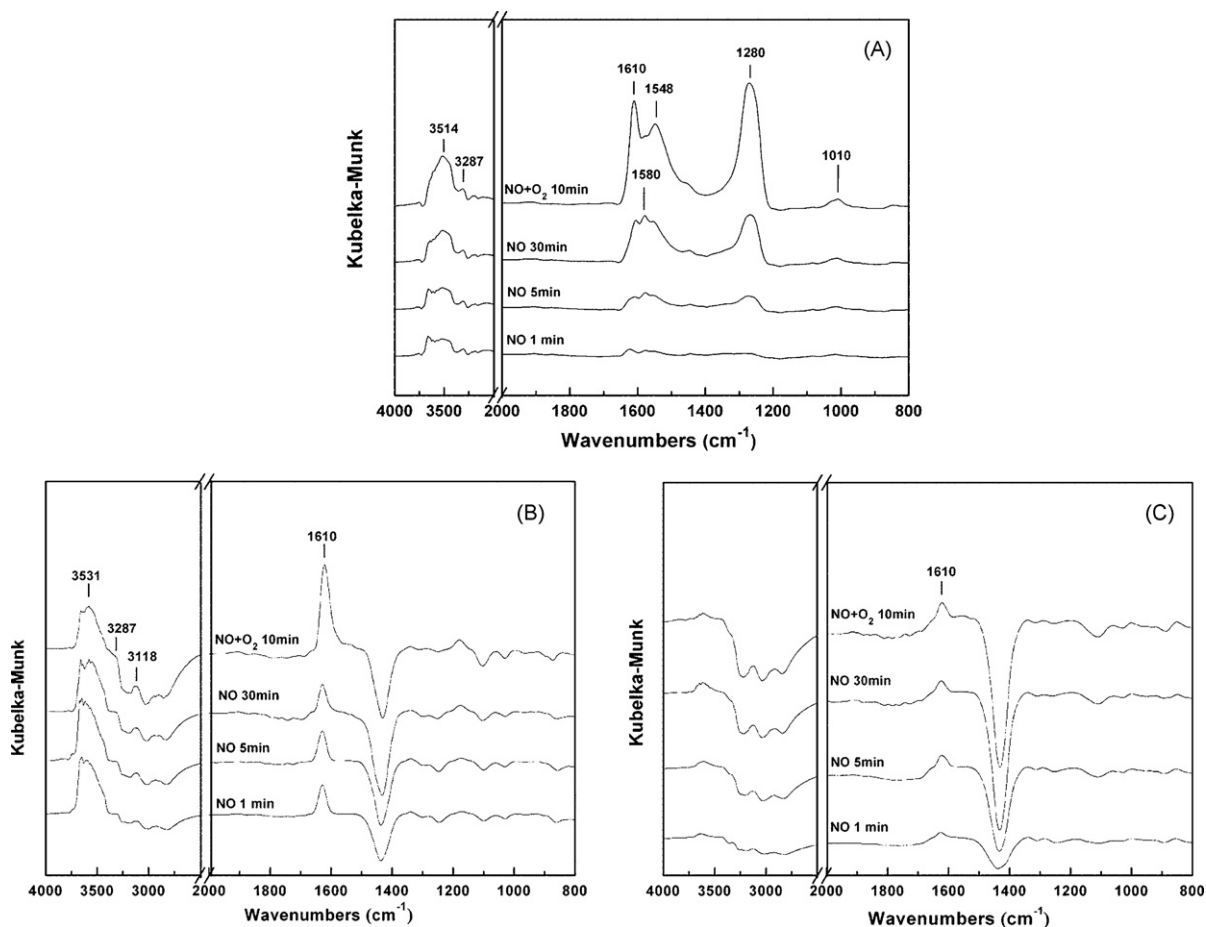 (A)
1610
1280
1548
3514
3287
1010
NO+O2 10min
1580
NO 30min
NO 5min
NO 1 min
Kubelka-Munk
4000 3500 2000 1800 1600 1400 1200 1000 800
Wavenumbers (cm-1)
(B)
1610
3531
3287
3118
NO+O2 10min
NO 30min
NO 5min
NO 1 min
Kubelka-Munk
4000 3500 3000 2000 1800 1600 1400 1200 1000 800
Wavenumbers (cm-1)
(C)
1610
NO+O2 10min
NO 30min
NO 5min
NO 1 min
Kubelka-Munk
4000 3500 3000 2000 1800 1600 1400 1200 1000 800
Wavenumbers (cm-1)